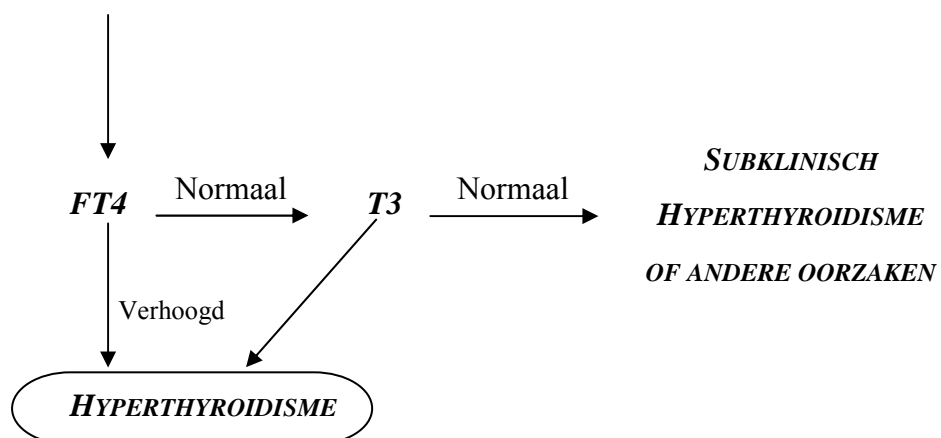 SUBKLINISCH
FT4 Normaal T3 Normaal HYPERTHYROIDISME
OF ANDERE OORZAKEN
Verhoogd
HYPERTHYROIDISME